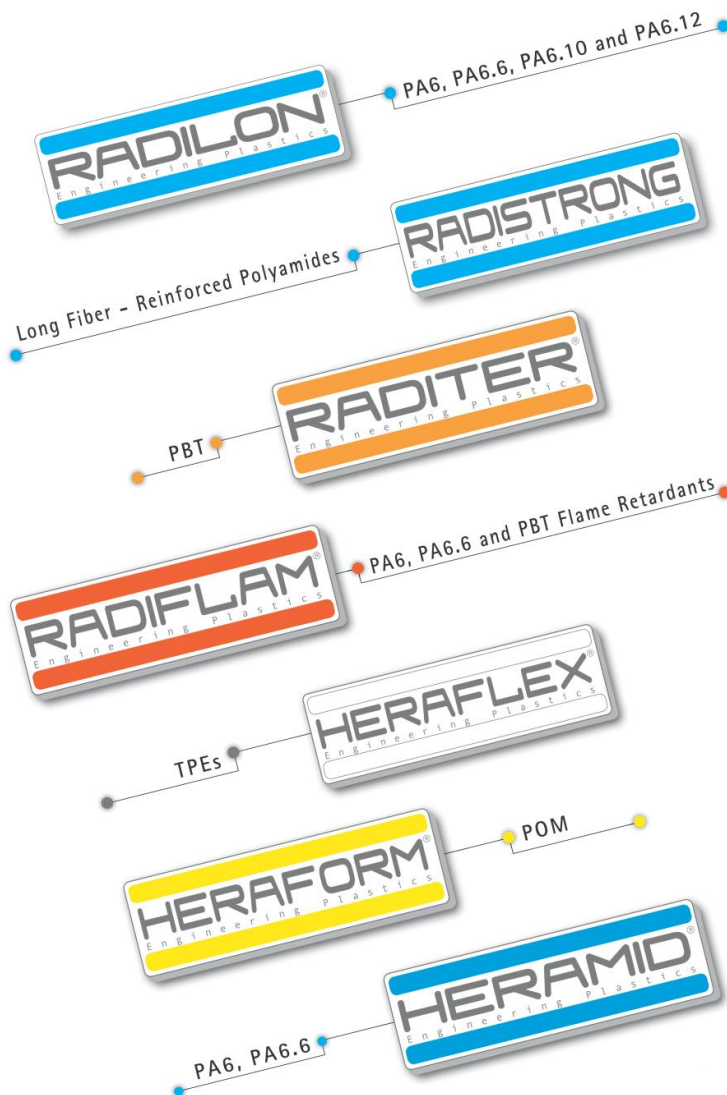 PA6, PA6.6, PA6.10 and PA6.12
RADILON®
Engineering Plastics
RADISTRONG
Engineering Plastics
Long Fiber - Reinforced Polyamides
RADITER®
Engineering Plastics
PBT
PA6, PA6.6 and PBT Flame Retardants
RADIFLAM®
Engineering Plastics
HERAFLEX®
Engineering Plastics
TPEs
HERAFORM®
Engineering Plastics
POM
HERAMID®
Engineering Plastics
PA6, PA6.6